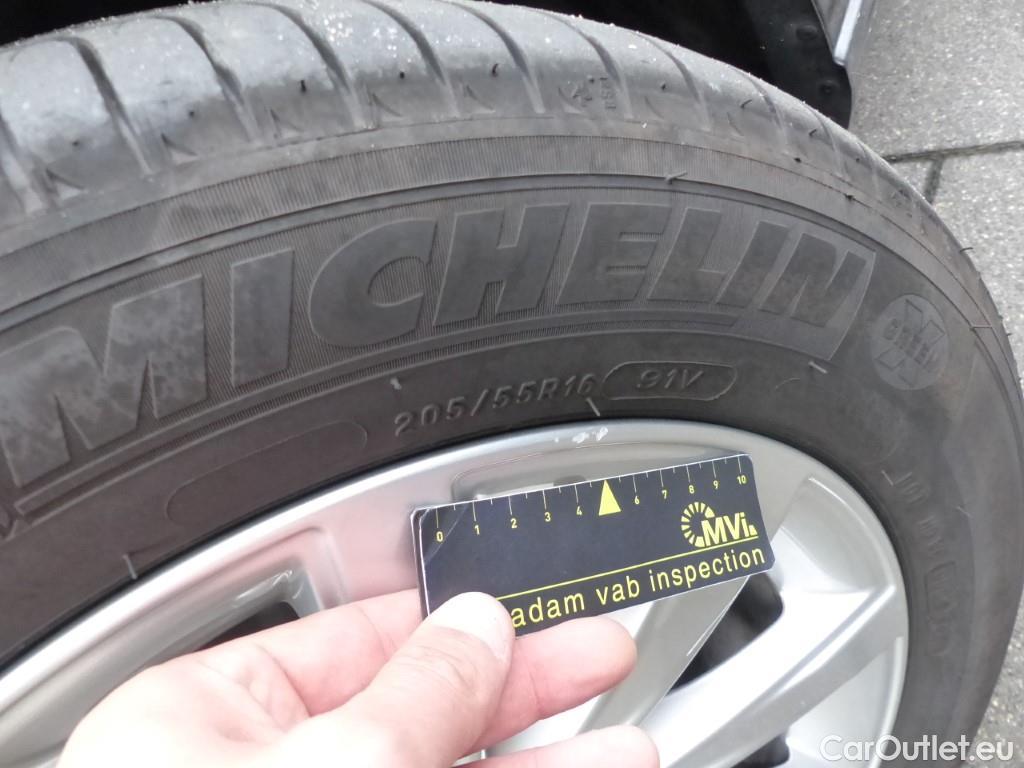 MICHELIN
GREEN
205/55R16 91V
0 1 2 3 4 6 7 8 9 10
MVi
adam vab inspection
CarOutlet.eu